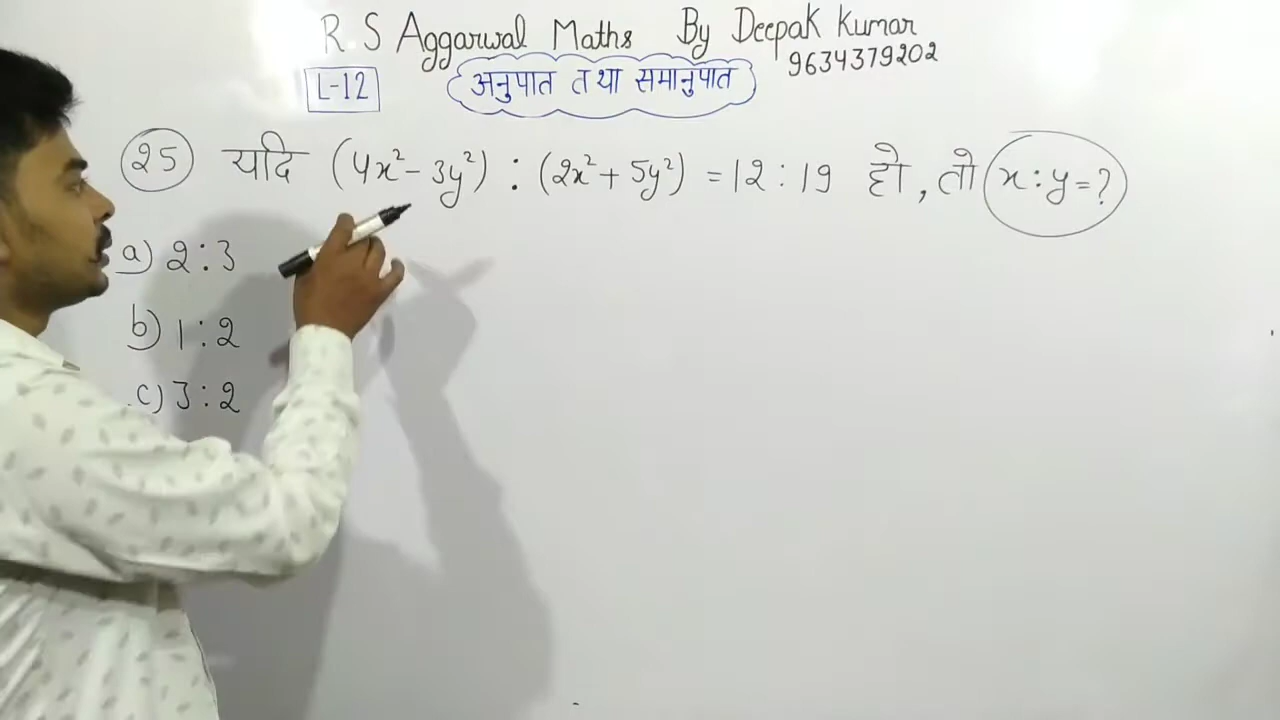 R.S Aggarwal Maths By Deepak Kumar
9634379202
L-12
अनुपात तथा समानुपात
25 यदि (4x² - 3y²) : (2x² + 5y²) = 12 : 19 हो, तो x : y = ?
a) 2 : 3
b) 1 : 2
c) 3 : 2